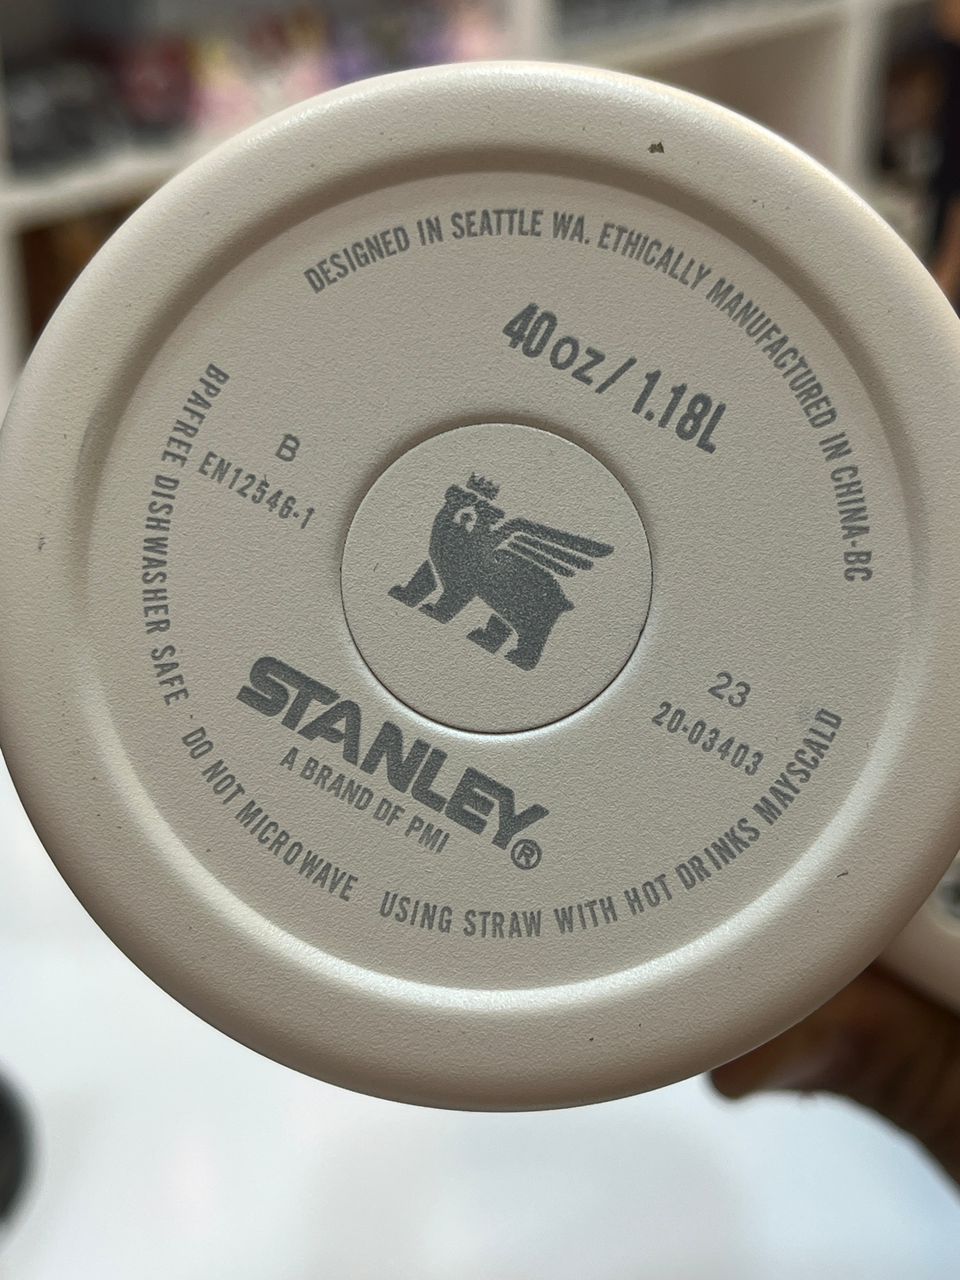 DESIGNED IN SEATTLE WA. ETHICALLY MANUFACTURED IN CHINA-BC
40oz/1.18L
BPAFREE DISHWASHER SAFE · DO NOT MICROWAVE
B
EN12546-1
STANLEY®
A BRAND OF PMI
23
20-03403
USING STRAW WITH HOT DRINKS MAYSCALD